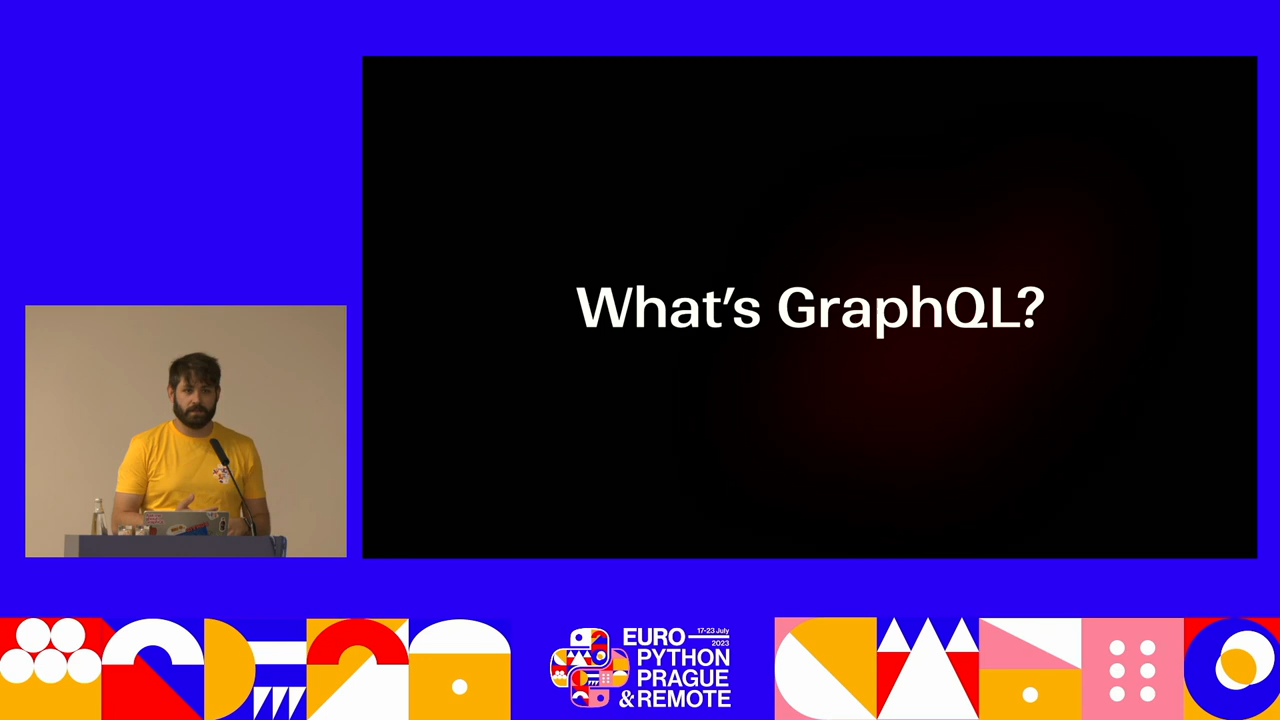 What's GraphQL?
EURO
17-23 July
2023
PYTHON
PRAGUE
&REMOTE